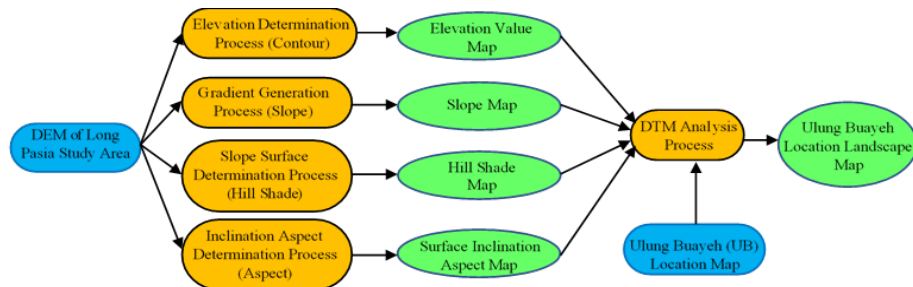 DEM of Long
Pasia Study Area
Elevation Determination
Process (Contour)
Gradient Generation
Process (Slope)
Slope Surface
Determination Process
(Hill Shade)
Inclination Aspect
Determination Process
(Aspect)
Elevation Value
Map
Slope Map
Hill Shade
Map
Surface Inclination
Aspect Map
DTM Analysis
Process
Ulung Buayeh (UB)
Location Map
Ulung Buayeh
Location Landscape
Map